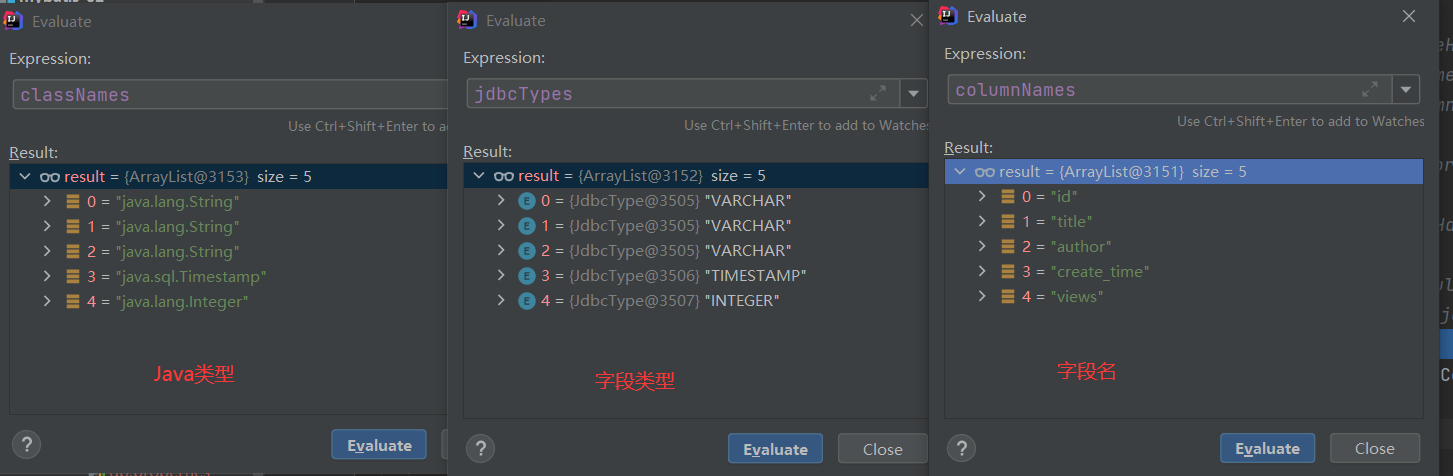 Evaluate
Expression:
classNames
Use Ctrl+Shift+Enter to a
Result:
result = {ArrayList@3153} size = 5
0 = "java.lang.String"
1 = "java.lang.String"
2 = "java.lang.String"
3 = "java.sql.Timestamp"
4 = "java.lang.Integer"
Java类型
?
Evaluate
Evaluate
Expression:
jdbcTypes
Use Ctrl+Shift+Enter to add to Watches
Result:
result = {ArrayList@3152} size = 5
E 0 = {JdbcType@3505} "VARCHAR"
E 1 = {JdbcType@3505} "VARCHAR"
E 2 = {JdbcType@3505} "VARCHAR"
E 3 = {JdbcType@3506} "TIMESTAMP"
E 4 = {JdbcType@3507} "INTEGER"
字段类型
?
Evaluate Close
Evaluate
Expression:
columnNames
Use Ctrl+Shift+Enter to add to Watches
Result:
result = {ArrayList@3151} size = 5
0 = "id"
1 = "title"
2 = "author"
3 = "create_time"
4 = "views"
字段名
?
Evaluate Close